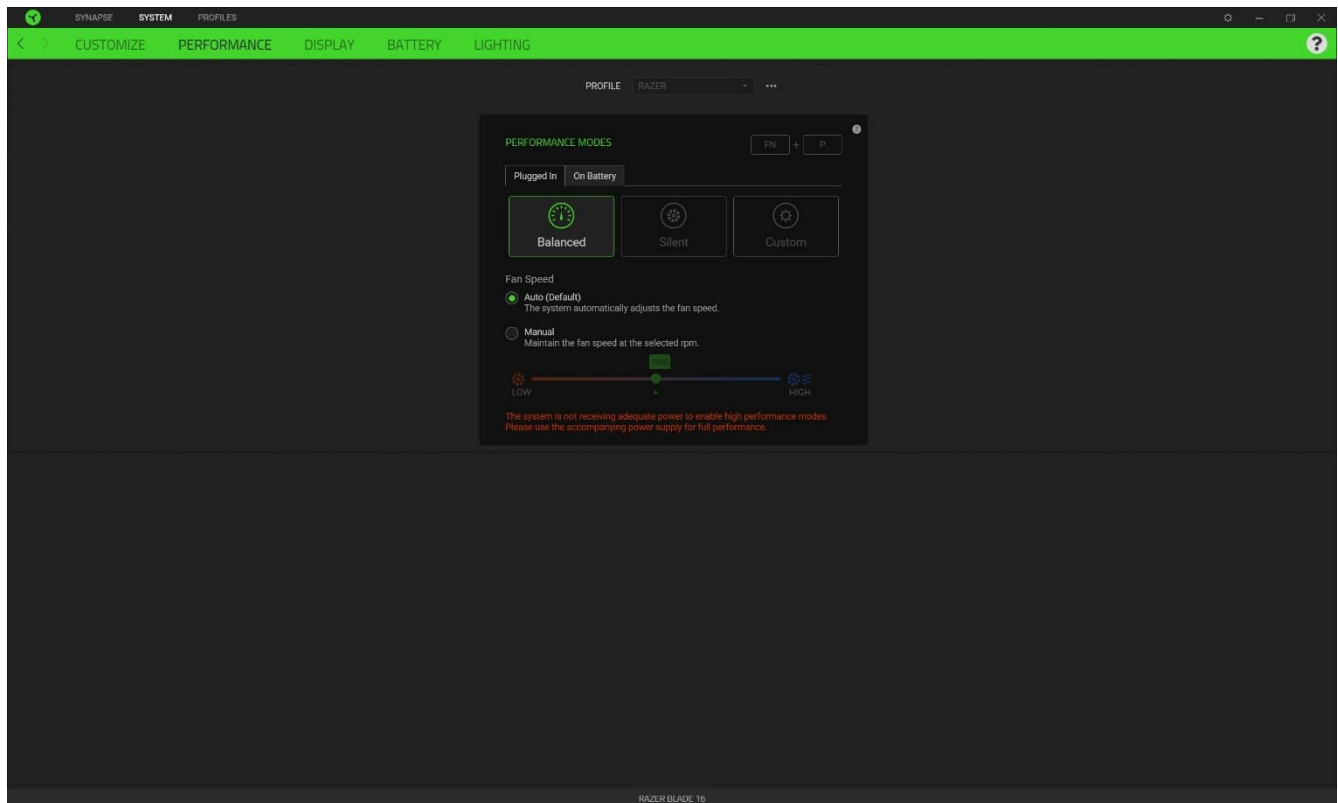 SYNAPSE SYSTEM PROFILES
CUSTOMIZE PERFORMANCE DISPLAY BATTERY LIGHTING ?
PROFILE RAZER
?
PERFORMANCE MODES FN + P
Plugged In On Battery
Balanced Silent Custom
Fan Speed
Auto (Default)
The system automatically adjusts the fan speed.
Manual
Maintain the fan speed at the selected rpm.
LOW HIGH
The system is not receiving adequate power to enable high performance modes.
Please use the accompanying power supply for full performance.
RAZER BLADE 16